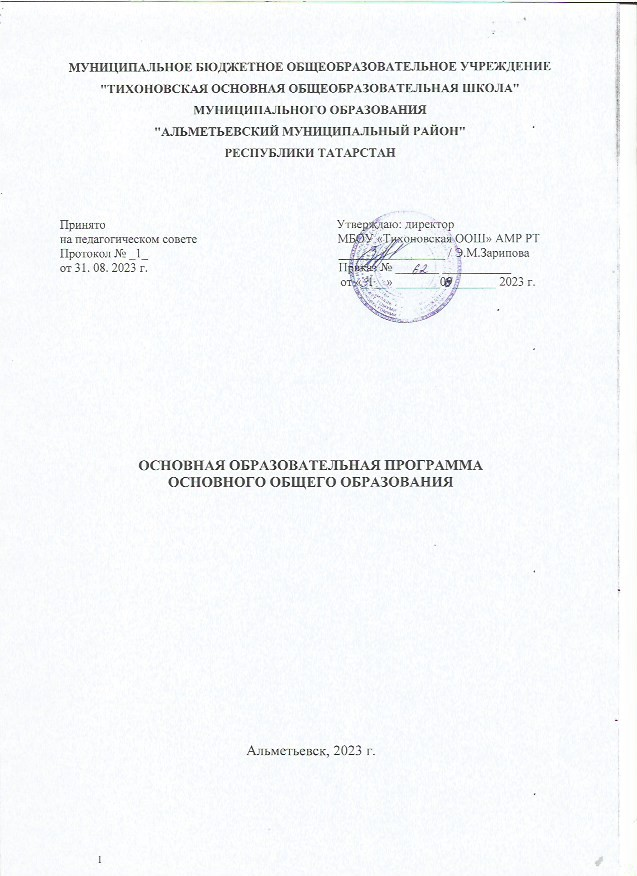 МУНИЦИПАЛЬНОЕ БЮДЖЕТНОЕ ОБЩЕОБРАЗОВАТЕЛЬНОЕ УЧРЕЖДЕНИЕ
"ТИХОНОВСКАЯ ОСНОВНАЯ ОБЩЕОБРАЗОВАТЕЛЬНАЯ ШКОЛА"
МУНИЦИПАЛЬНОГО ОБРАЗОВАНИЯ
"АЛЬМЕТЬЕВСКИЙ МУНИЦИПАЛЬНЫЙ РАЙОН"
РЕСПУБЛИКИ ТАТАРСТАН
Принято
на педагогическом совете
Протокол № _1_
от 31. 08. 2023 г.
Утверждаю: директор
МБОУ «Тихоновская ООШ» АМР РТ
/ Э.М.Зарипова
Приказ № 62
от « » 2023 г.
ОСНОВНАЯ ОБРАЗОВАТЕЛЬНАЯ ПРОГРАММА
ОСНОВНОГО ОБЩЕГО ОБРАЗОВАНИЯ
Альметьевск, 2023 г.
1